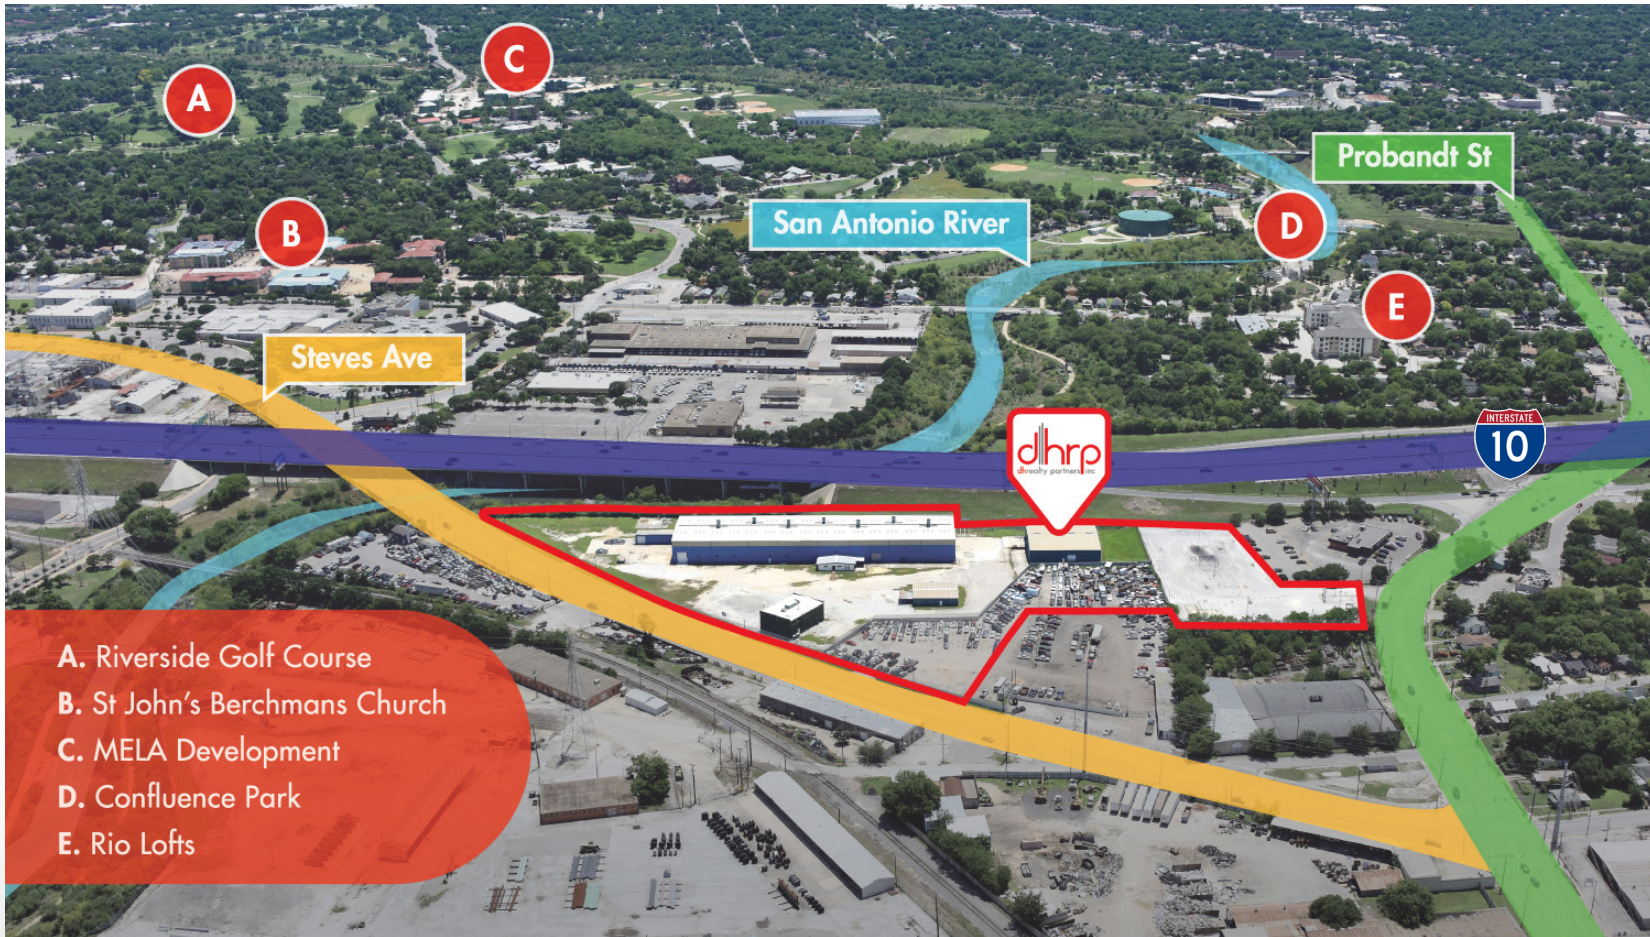 A
C
B
Probandt St
San Antonio River
D
E
Steves Ave
INTERSTATE
10
dhrp
dhrealty partners, inc
A. Riverside Golf Course
B. St John's Berchmans Church
C. MELA Development
D. Confluence Park
E. Rio Lofts